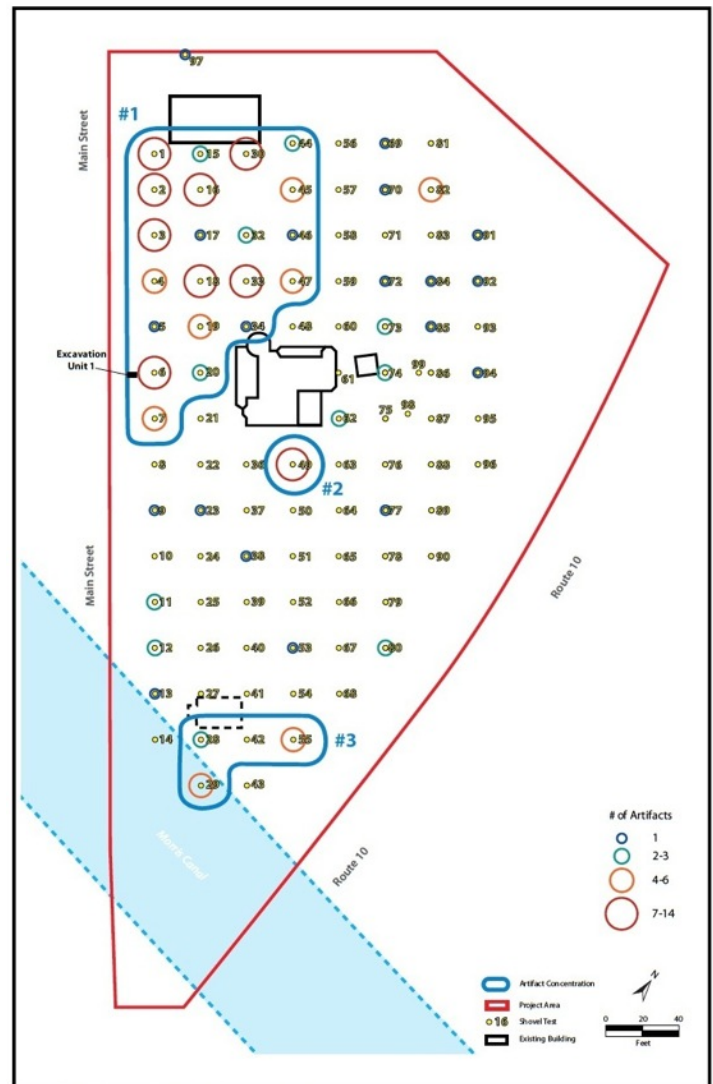 97
#1
Main Street
1 15 30 44 56 69 81
2 16 45 57 70 82
3 17 32 46 58 71 83 91
4 18 33 47 59 72 84 92
5 19 34 48 60 73 85 93
Excavation
Unit 1
6 20 61 74 99 86 94
7 21 62 75 98 87 95
8 22 36 49 63 76 88 96
#2
9 23 37 50 64 77 89
10 24 38 51 65 78 90
Main Street
Route 10
11 25 39 52 66 79
12 26 40 53 67 80
13 27 41 54 68
14 28 42 55
#3
29 43
Morris Canal
Route 10
# of Artifacts
1
2-3
4-6
7-14
Artifact Concentration
Project Area
16 Shovel Test
Existing Building
N
0 20 40
Feet